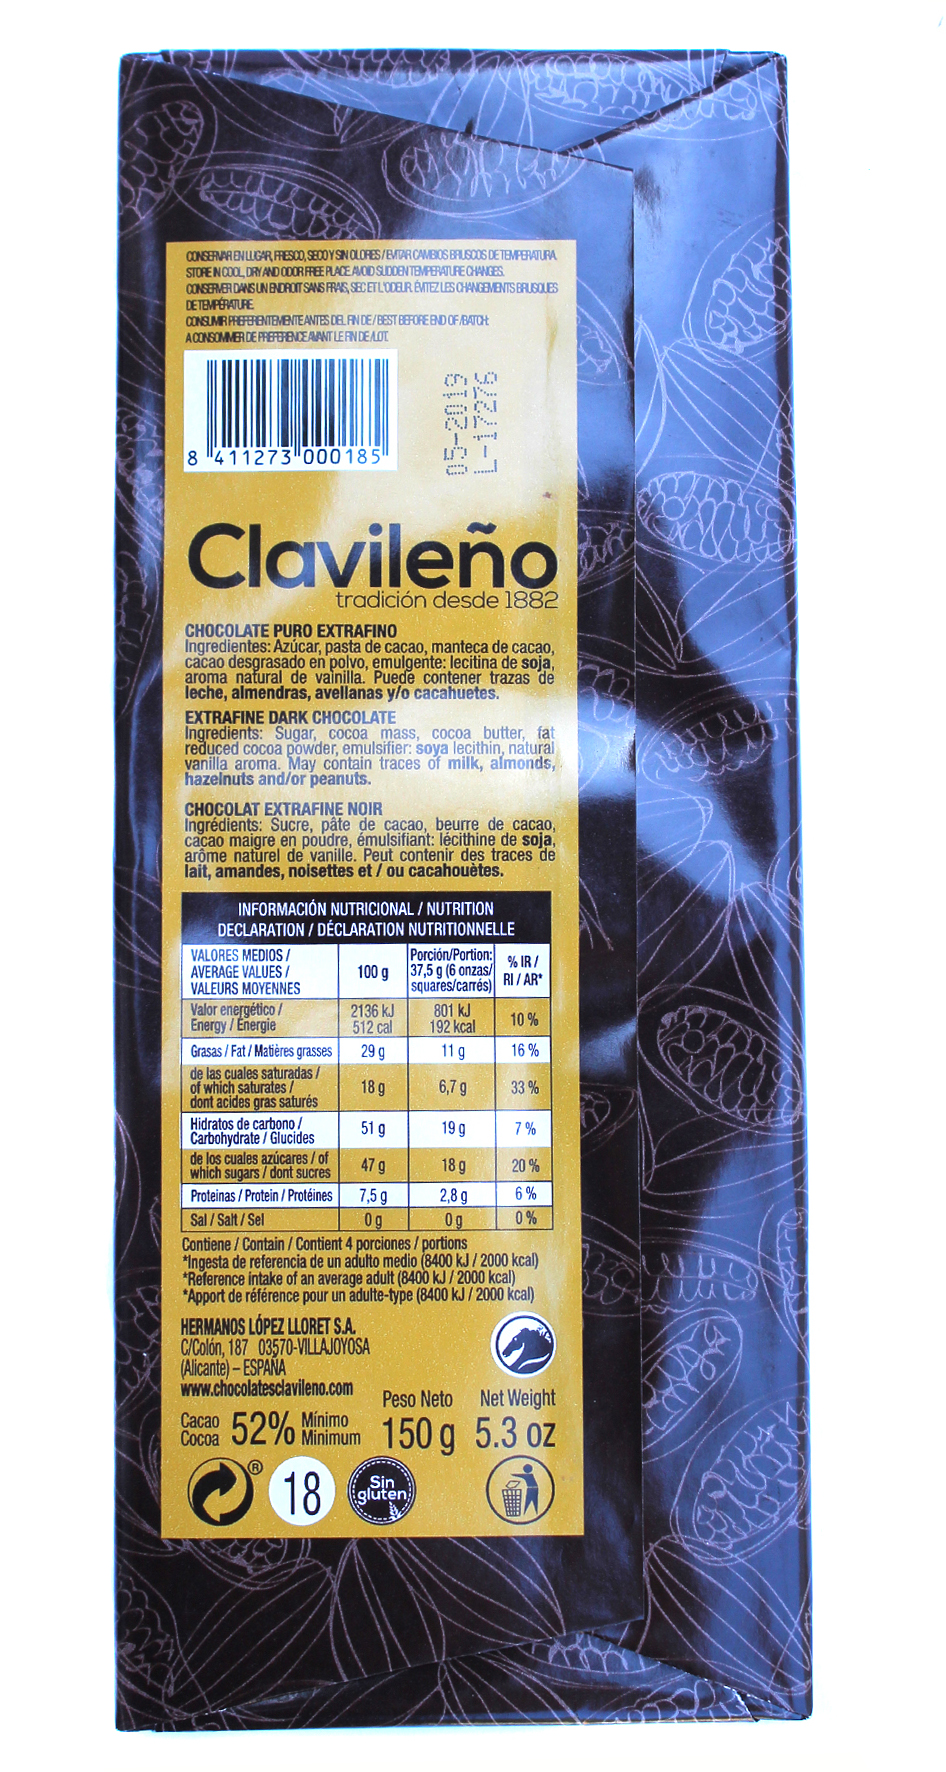 CONSERVAR EN LUGAR, FRESCO, SECO Y SIN OLORES / EVITAR CAMBIOS BRUSCOS DE TEMPERATURA.
STORE IN COOL, DRY AND ODOR FREE PLACE. AVOID SUDDEN TEMPERATURE CHANGES.
CONSERVER DANS UN ENDROIT SANS FRAIS, SEC ET L'ODEUR. ÉVITEZ LES CHANGEMENTS BRUSQUES
DE TEMPÉRATURE.
CONSUMIR PREFERENTEMENTE ANTES DEL FIN DE / BEST BEFORE END OF /BATCH:
A CONSOMMER DE PREFERENCE AVANT LE FIN DE /LOT:
8 411273 000185
05-2019
L-17276
Clavileño
tradición desde 1882
CHOCOLATE PURO EXTRAFINO
Ingredientes: Azúcar, pasta de cacao, manteca de cacao,
cacao desgrasado en polvo, emulgente: lecitina de soja,
aroma natural de vainilla. Puede contener trazas de
leche, almendras, avellanas y/o cacahuetes.
EXTRAFINE DARK CHOCOLATE
Ingredients: Sugar, cocoa mass, cocoa butter, fat
reduced cocoa powder, emulsifier: soya lecithin, natural
vanilla aroma. May contain traces of milk, almonds,
hazelnuts and/or peanuts.
CHOCOLAT EXTRAFINE NOIR
Ingrédients: Sucre, pâte de cacao, beurre de cacao,
cacao maigre en poudre, émulsifiant: lécithine de soja,
arôme naturel de vanille. Peut contenir des traces de
lait, amandes, noisettes et / ou cacahouètes.
INFORMACIÓN NUTRICIONAL / NUTRITION
DECLARATION / DÉCLARATION NUTRITIONNELLE
VALORES MEDIOS /
AVERAGE VALUES /
VALEURS MOYENNES
100 g
Porción/Portion:
37,5 g (6 onzas/
squares/carrés)
% IR /
RI / AR*
Valor energético /
Energy / Énergie
2136 kJ
512 cal
801 kJ
192 kcal
10 %
Grasas / Fat / Matières grasses 29 g 11 g 16 %
de las cuales saturadas /
of which saturates /
dont acides gras saturés
18 g 6,7 g 33 %
Hidratos de carbono /
Carbohydrate / Glucides
51 g 19 g 7 %
de los cuales azúcares / of
which sugars / dont sucres
47 g 18 g 20 %
Proteinas / Protein / Protéines 7,5 g 2,8 g 6 %
Sal / Salt / Sel 0 g 0 g 0 %
Contiene / Contain / Contient 4 porciones / portions
*Ingesta de referencia de un adulto medio (8400 kJ / 2000 kcal)
*Reference intake of an average adult (8400 kJ / 2000 kcal)
*Apport de référence pour un adulte-type (8400 kJ / 2000 kcal)
HERMANOS LÓPEZ LLORET S.A.
C/Colón, 187 03570-VILLAJOYOSA
(Alicante) – ESPAÑA
www.chocolatesclavileno.com
Peso Neto Net Weight
Cacao
Cocoa
52%
Mínimo
Minimum
150 g 5.3 oz
®
18
Sin
gluten